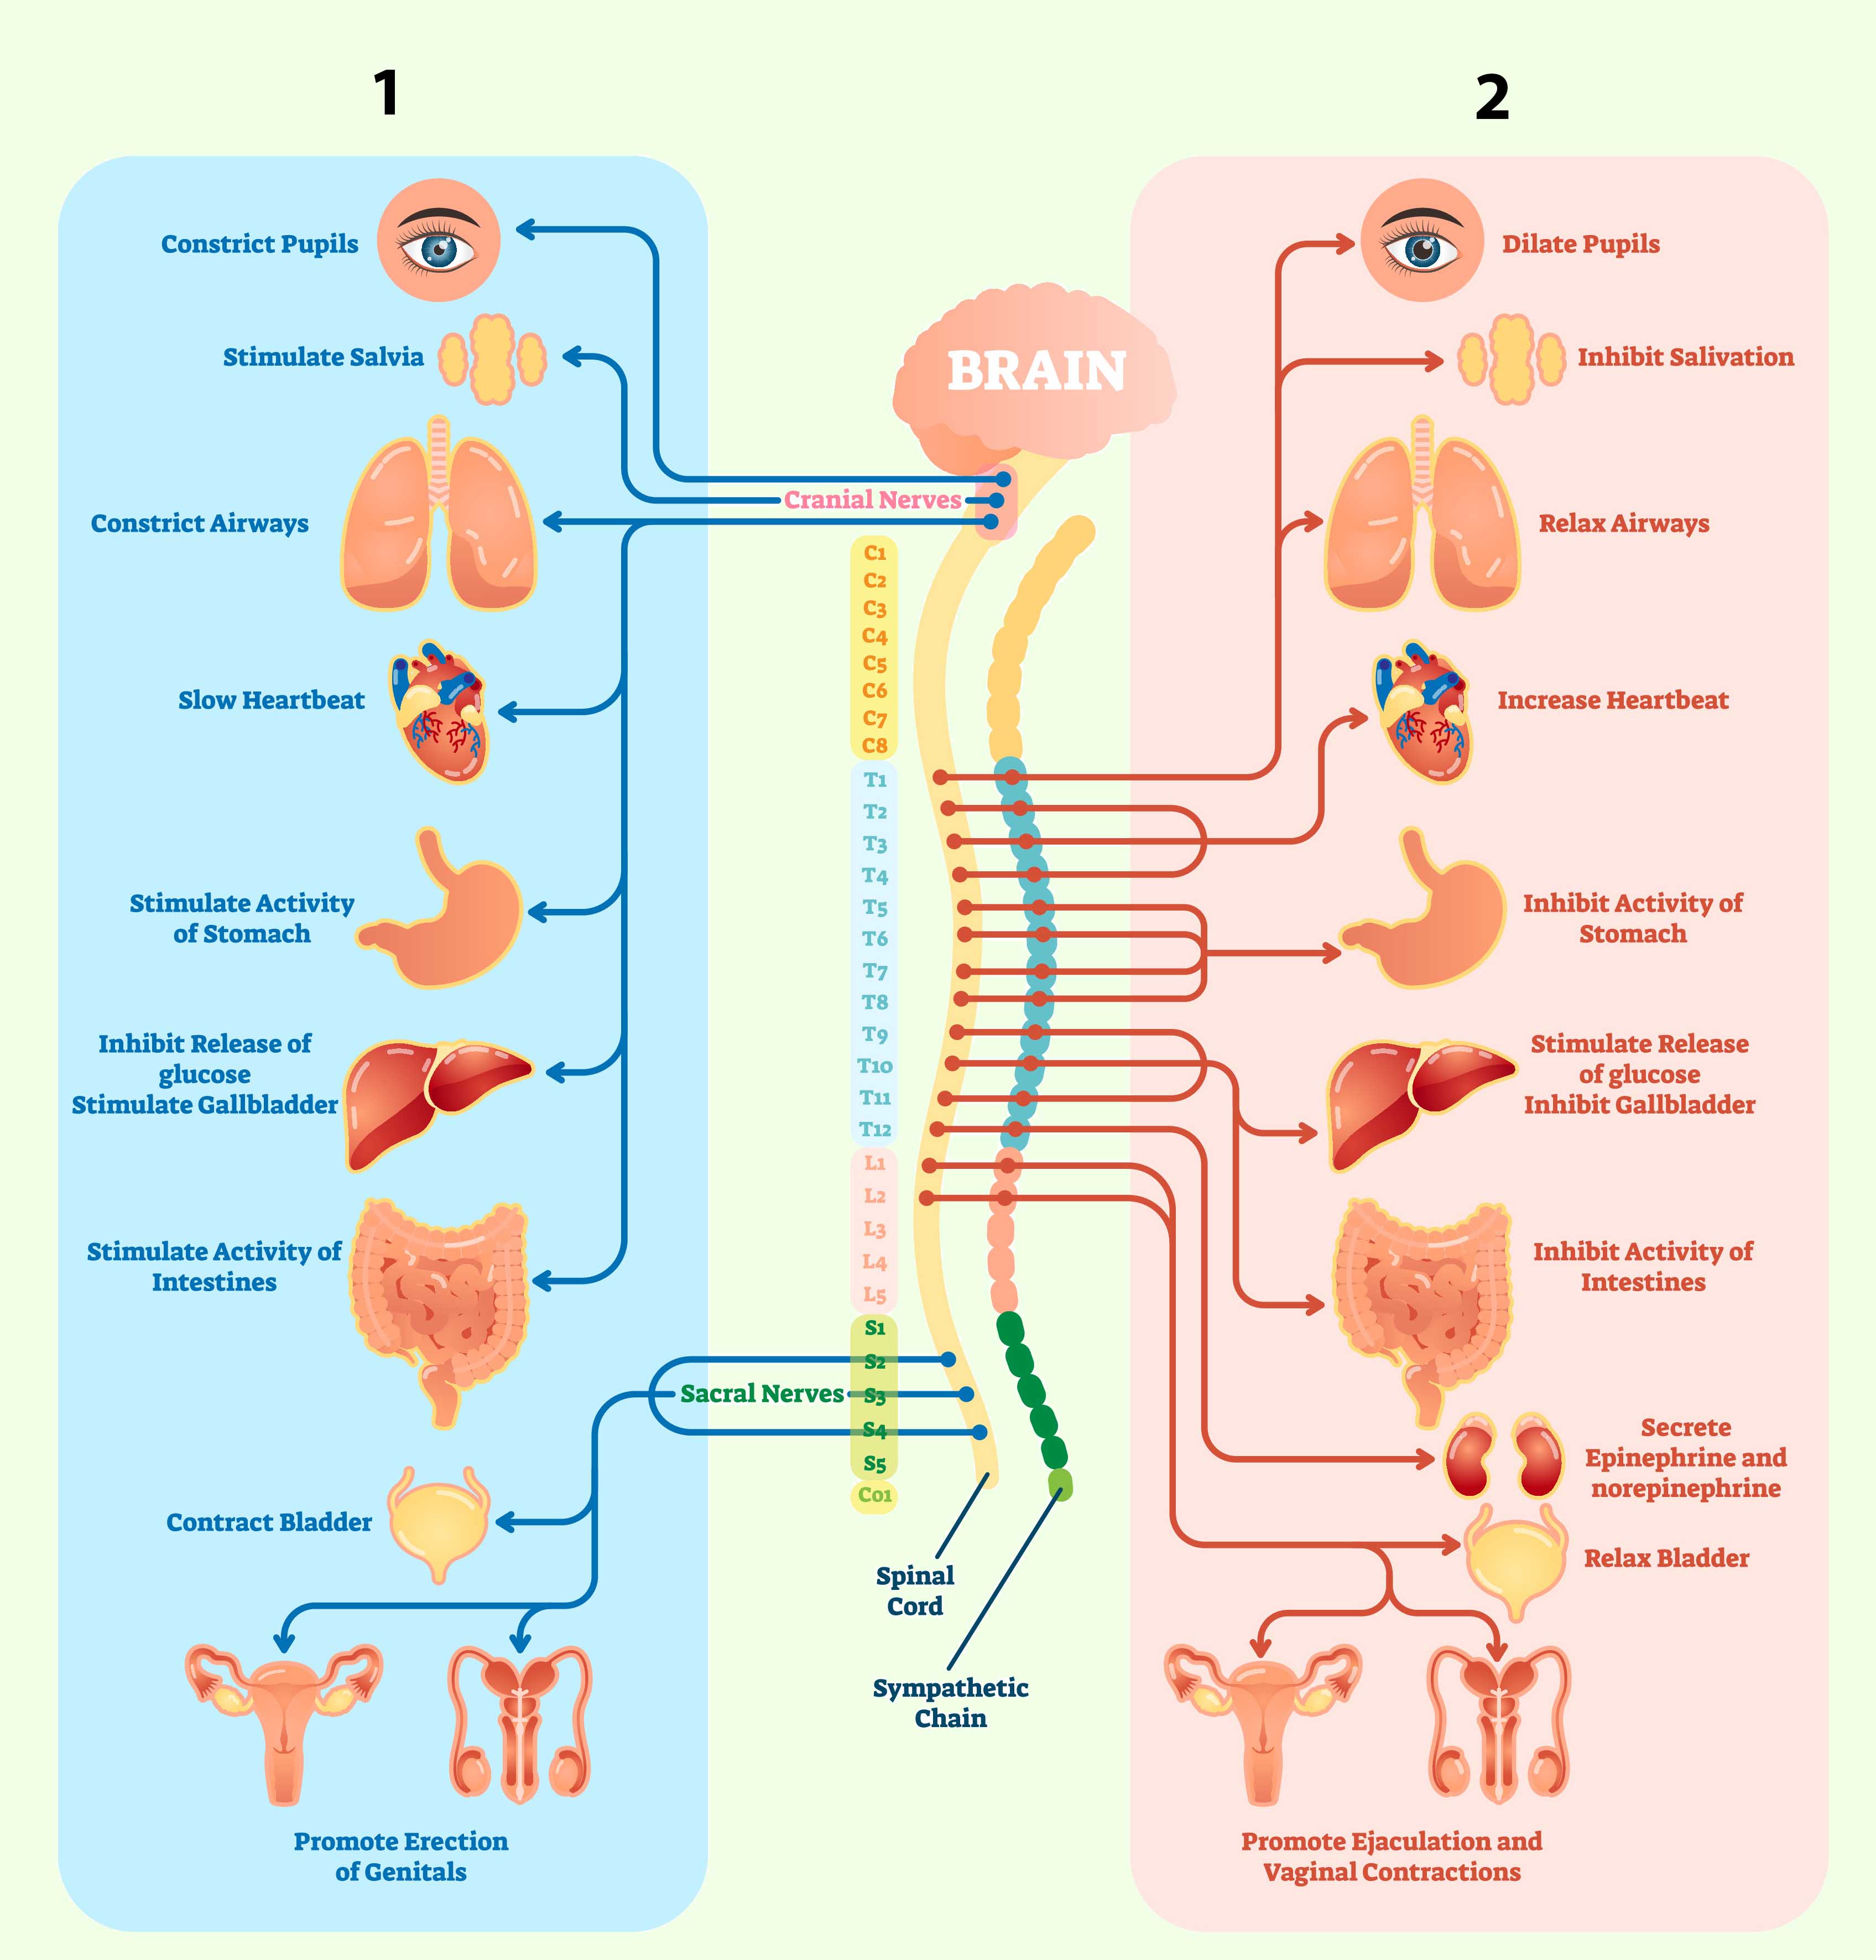 1
2
Constrict Pupils
Stimulate Salvia
Constrict Airways
Slow Heartbeat
Stimulate Activity
of Stomach
Inhibit Release of
glucose
Stimulate Gallbladder
Stimulate Activity of
Intestines
Contract Bladder
Promote Erection
of Genitals
BRAIN
Cranial Nerves
C1
C2
C3
C4
C5
C6
C7
C8
T1
T2
T3
T4
T5
T6
T7
T8
T9
T10
T11
T12
L1
L2
L3
L4
L5
S1
S2
Sacral Nerves
S3
S4
S5
Co1
Spinal
Cord
Sympathetic
Chain
Dilate Pupils
Inhibit Salivation
Relax Airways
Increase Heartbeat
Inhibit Activity of
Stomach
Stimulate Release
of glucose
Inhibit Gallbladder
Inhibit Activity of
Intestines
Secrete
Epinephrine and
norepinephrine
Relax Bladder
Promote Ejaculation and
Vaginal Contractions